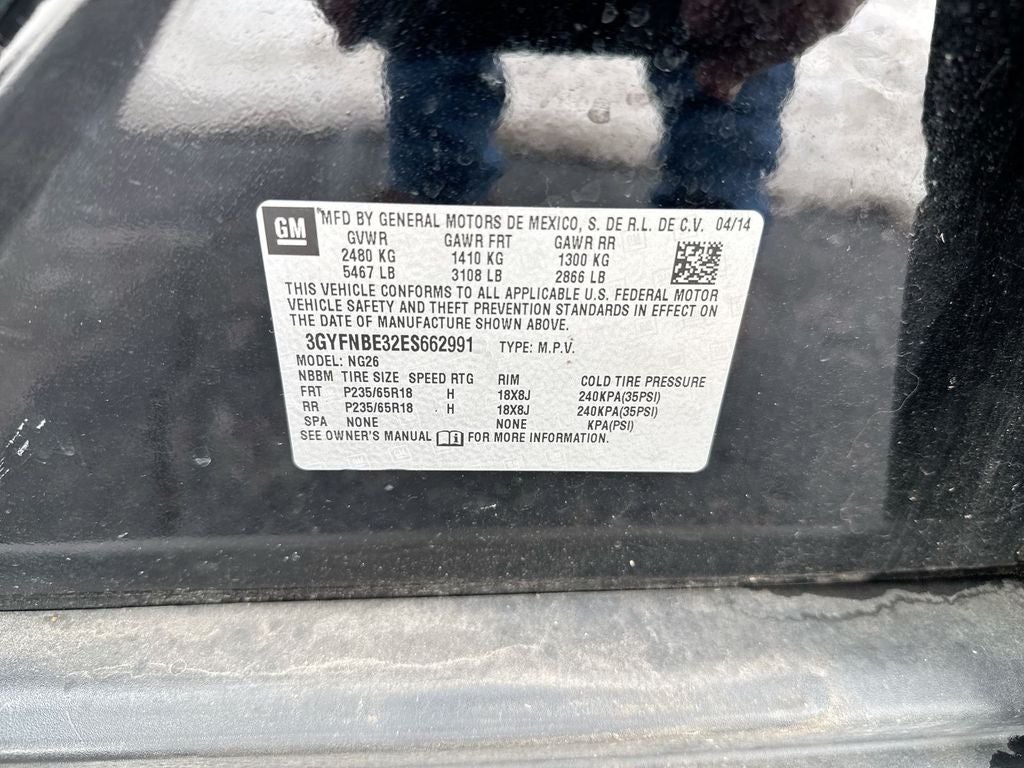 GM MFD BY GENERAL MOTORS DE MEXICO, S. DE R.L. DE C.V. 04/14
GVWR GAWR FRT GAWR RR
2480 KG 1410 KG 1300 KG
5467 LB 3108 LB 2866 LB
THIS VEHICLE CONFORMS TO ALL APPLICABLE U.S. FEDERAL MOTOR
VEHICLE SAFETY AND THEFT PREVENTION STANDARDS IN EFFECT ON
THE DATE OF MANUFACTURE SHOWN ABOVE.
3GYFNBE32ES662991 TYPE: M.P.V.
MODEL: NG26
NBBM TIRE SIZE SPEED RTG RIM COLD TIRE PRESSURE
FRT P235/65R18 H 18X8J 240KPA(35PSI)
RR P235/65R18 H 18X8J 240KPA(35PSI)
SPA NONE NONE KPA(PSI)
SEE OWNER'S MANUAL FOR MORE INFORMATION.